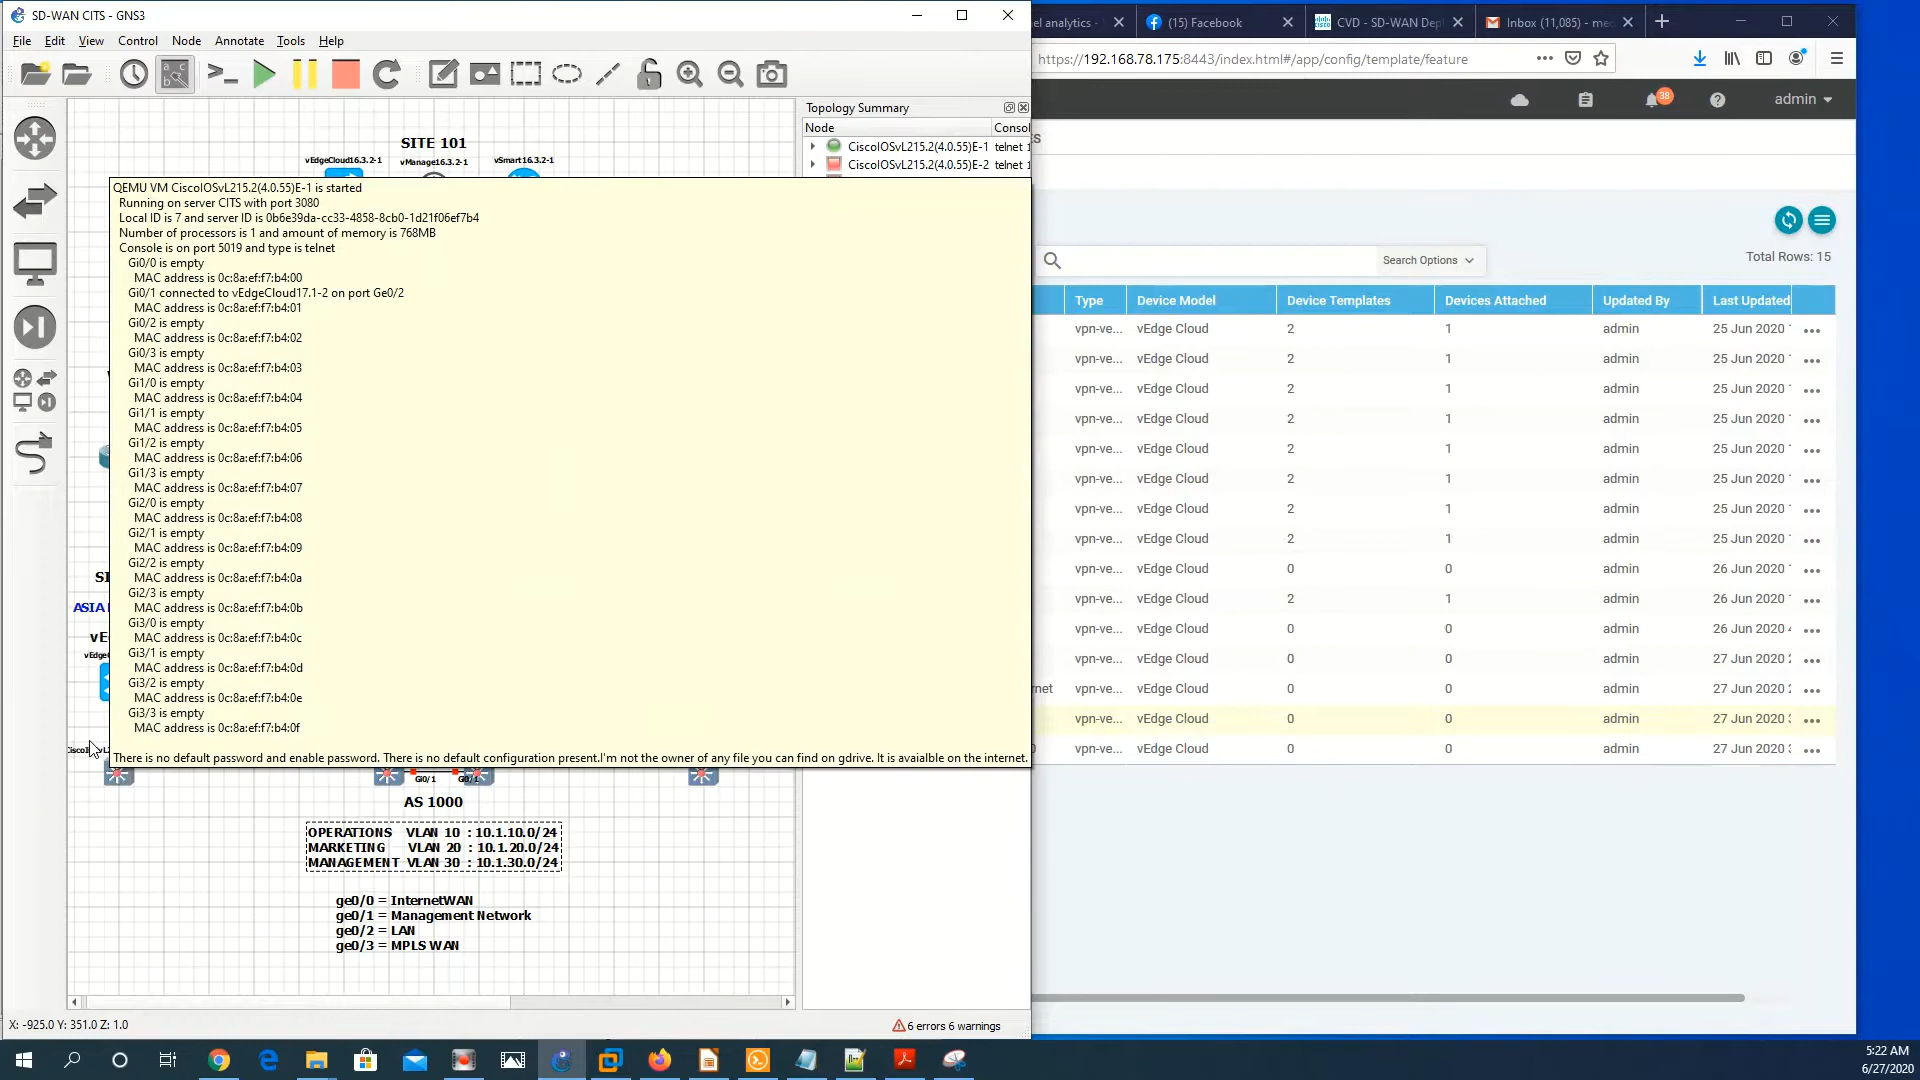 SD-WAN CITS - GNS3
File Edit View Control Node Annotate Tools Help
SITE 101
vEdgeCloud16.3.2-1 vManage16.3.2-1 vSmart16.3.2-1
Topology Summary
Node Consol
CiscoIOSvL215.2(4.0.55)E-1 telnet 1
CiscoIOSvL215.2(4.0.55)E-2 telnet 1
QEMU VM CiscoIOSvL215.2(4.0.55)E-1 is started
Running on server CITS with port 3080
Local ID is 7 and server ID is 0b6e39da-cc33-4858-8cb0-1d21f06ef7b4
Number of processors is 1 and amount of memory is 768MB
Console is on port 5019 and type is telnet
Gi0/0 is empty
MAC address is 0c:8a:ef:f7:b4:00
Gi0/1 connected to vEdgeCloud17.1-2 on port Ge0/2
MAC address is 0c:8a:ef:f7:b4:01
Gi0/2 is empty
MAC address is 0c:8a:ef:f7:b4:02
Gi0/3 is empty
MAC address is 0c:8a:ef:f7:b4:03
Gi1/0 is empty
MAC address is 0c:8a:ef:f7:b4:04
Gi1/1 is empty
MAC address is 0c:8a:ef:f7:b4:05
Gi1/2 is empty
MAC address is 0c:8a:ef:f7:b4:06
Gi1/3 is empty
MAC address is 0c:8a:ef:f7:b4:07
Gi2/0 is empty
MAC address is 0c:8a:ef:f7:b4:08
Gi2/1 is empty
MAC address is 0c:8a:ef:f7:b4:09
Gi2/2 is empty
MAC address is 0c:8a:ef:f7:b4:0a
Gi2/3 is empty
MAC address is 0c:8a:ef:f7:b4:0b
Gi3/0 is empty
MAC address is 0c:8a:ef:f7:b4:0c
Gi3/1 is empty
MAC address is 0c:8a:ef:f7:b4:0d
Gi3/2 is empty
MAC address is 0c:8a:ef:f7:b4:0e
Gi3/3 is empty
MAC address is 0c:8a:ef:f7:b4:0f
There is no default password and enable password. There is no default configuration present.I'm not the owner of any file you can find on gdrive. It is avaialble on the internet.
SI
ASIA
vE
vEdge
Gi0/1 Gi0/1
AS 1000
OPERATIONS VLAN 10 : 10.1.10.0/24
MARKETING VLAN 20 : 10.1.20.0/24
MANAGEMENT VLAN 30 : 10.1.30.0/24
ge0/0 = InternetWAN
ge0/1 = Management Network
ge0/2 = LAN
ge0/3 = MPLS WAN
X: -925.0 Y: 351.0 Z: 1.0
6 errors 6 warnings
el analytics - (15) Facebook CVD - SD-WAN Dep Inbox (11,085) - me
https://192.168.78.175:8443/index.html#/app/config/template/feature
38 admin
ES
Search Options
Total Rows: 15
Type Device Model Device Templates Devices Attached Updated By Last Updated
vpn-ve... vEdge Cloud 2 1 admin 25 Jun 2020
vpn-ve... vEdge Cloud 2 1 admin 25 Jun 2020
vpn-ve... vEdge Cloud 2 1 admin 25 Jun 2020
vpn-ve... vEdge Cloud 2 1 admin 25 Jun 2020
vpn-ve... vEdge Cloud 2 1 admin 25 Jun 2020
vpn-ve... vEdge Cloud 2 1 admin 25 Jun 2020
vpn-ve... vEdge Cloud 2 1 admin 25 Jun 2020
vpn-ve... vEdge Cloud 2 1 admin 25 Jun 2020
vpn-ve... vEdge Cloud 0 0 admin 26 Jun 2020
vpn-ve... vEdge Cloud 2 1 admin 26 Jun 2020
vpn-ve... vEdge Cloud 0 0 admin 26 Jun 2020
vpn-ve... vEdge Cloud 0 0 admin 27 Jun 2020
net vpn-ve... vEdge Cloud 0 0 admin 27 Jun 2020
vpn-ve... vEdge Cloud 0 0 admin 27 Jun 2020
0 vpn-ve... vEdge Cloud 0 0 admin 27 Jun 2020
5:22 AM
6/27/2020